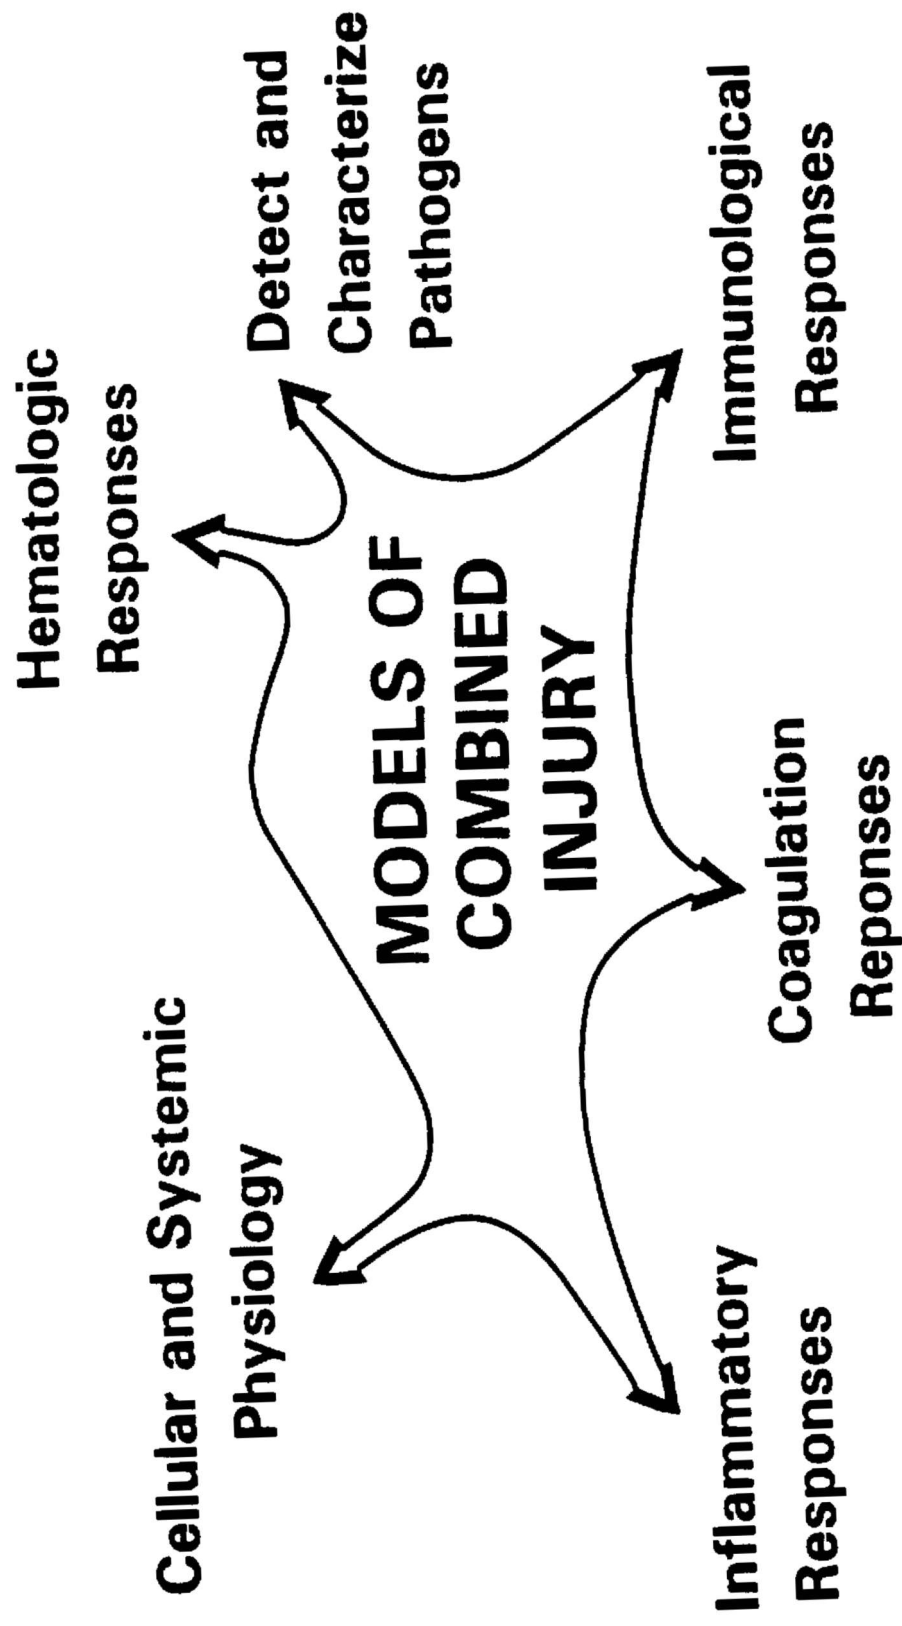 Hematologic
Responses
Cellular and Systemic
Physiology
Detect and
Characterize
Pathogens
MODELS OF
COMBINED
INJURY
Inflammatory
Responses
Coagulation
Reponses
Immunological
Responses